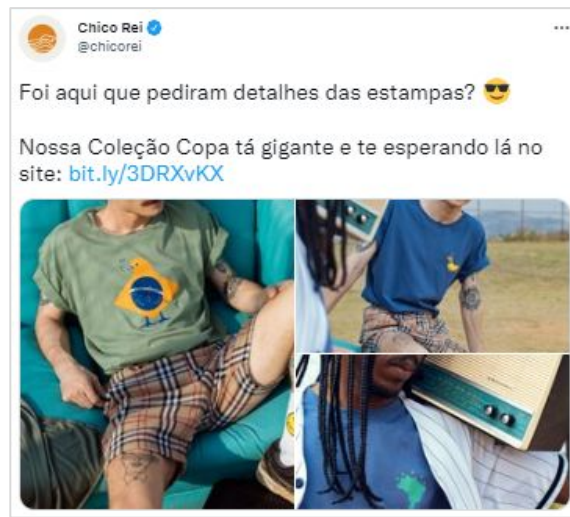 Chico Rei
@chicorei
Foi aqui que pediram detalhes das estampas? 😎
Nossa Coleção Copa tá gigante e te esperando lá no
site: bit.ly/3DRXvKX